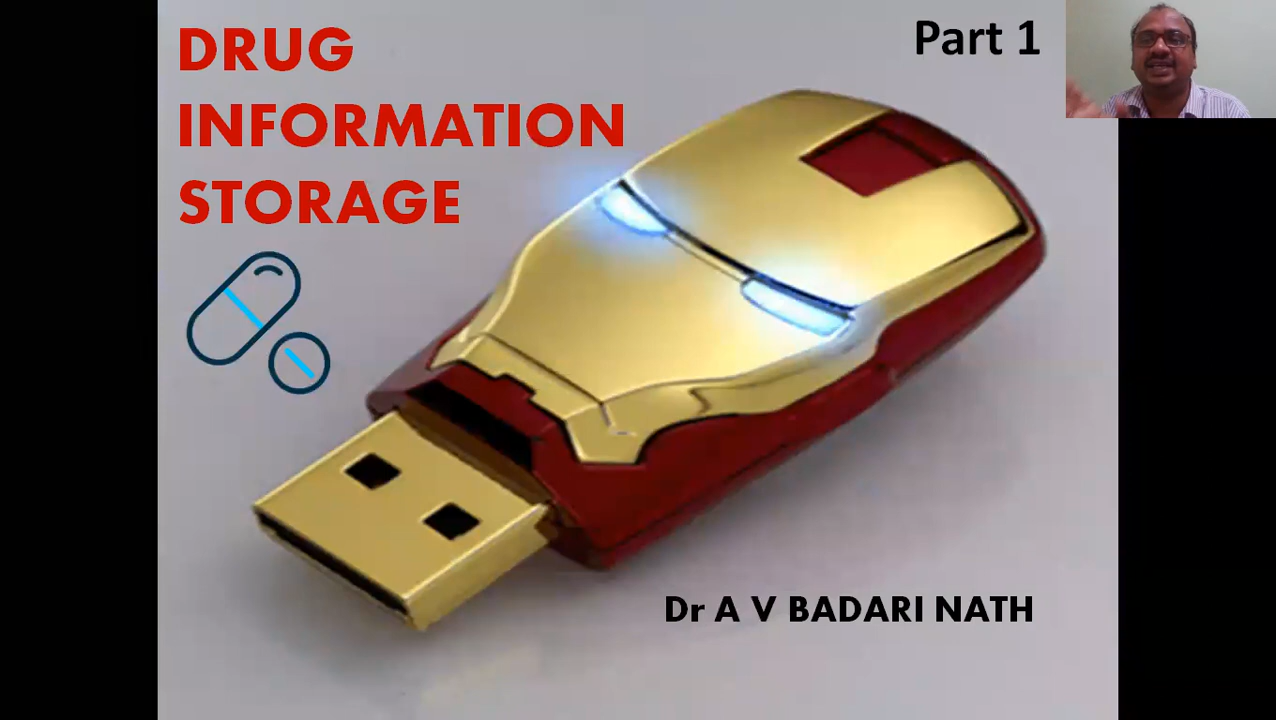 DRUG
INFORMATION
STORAGE
Part 1
Dr A V BADARI NATH